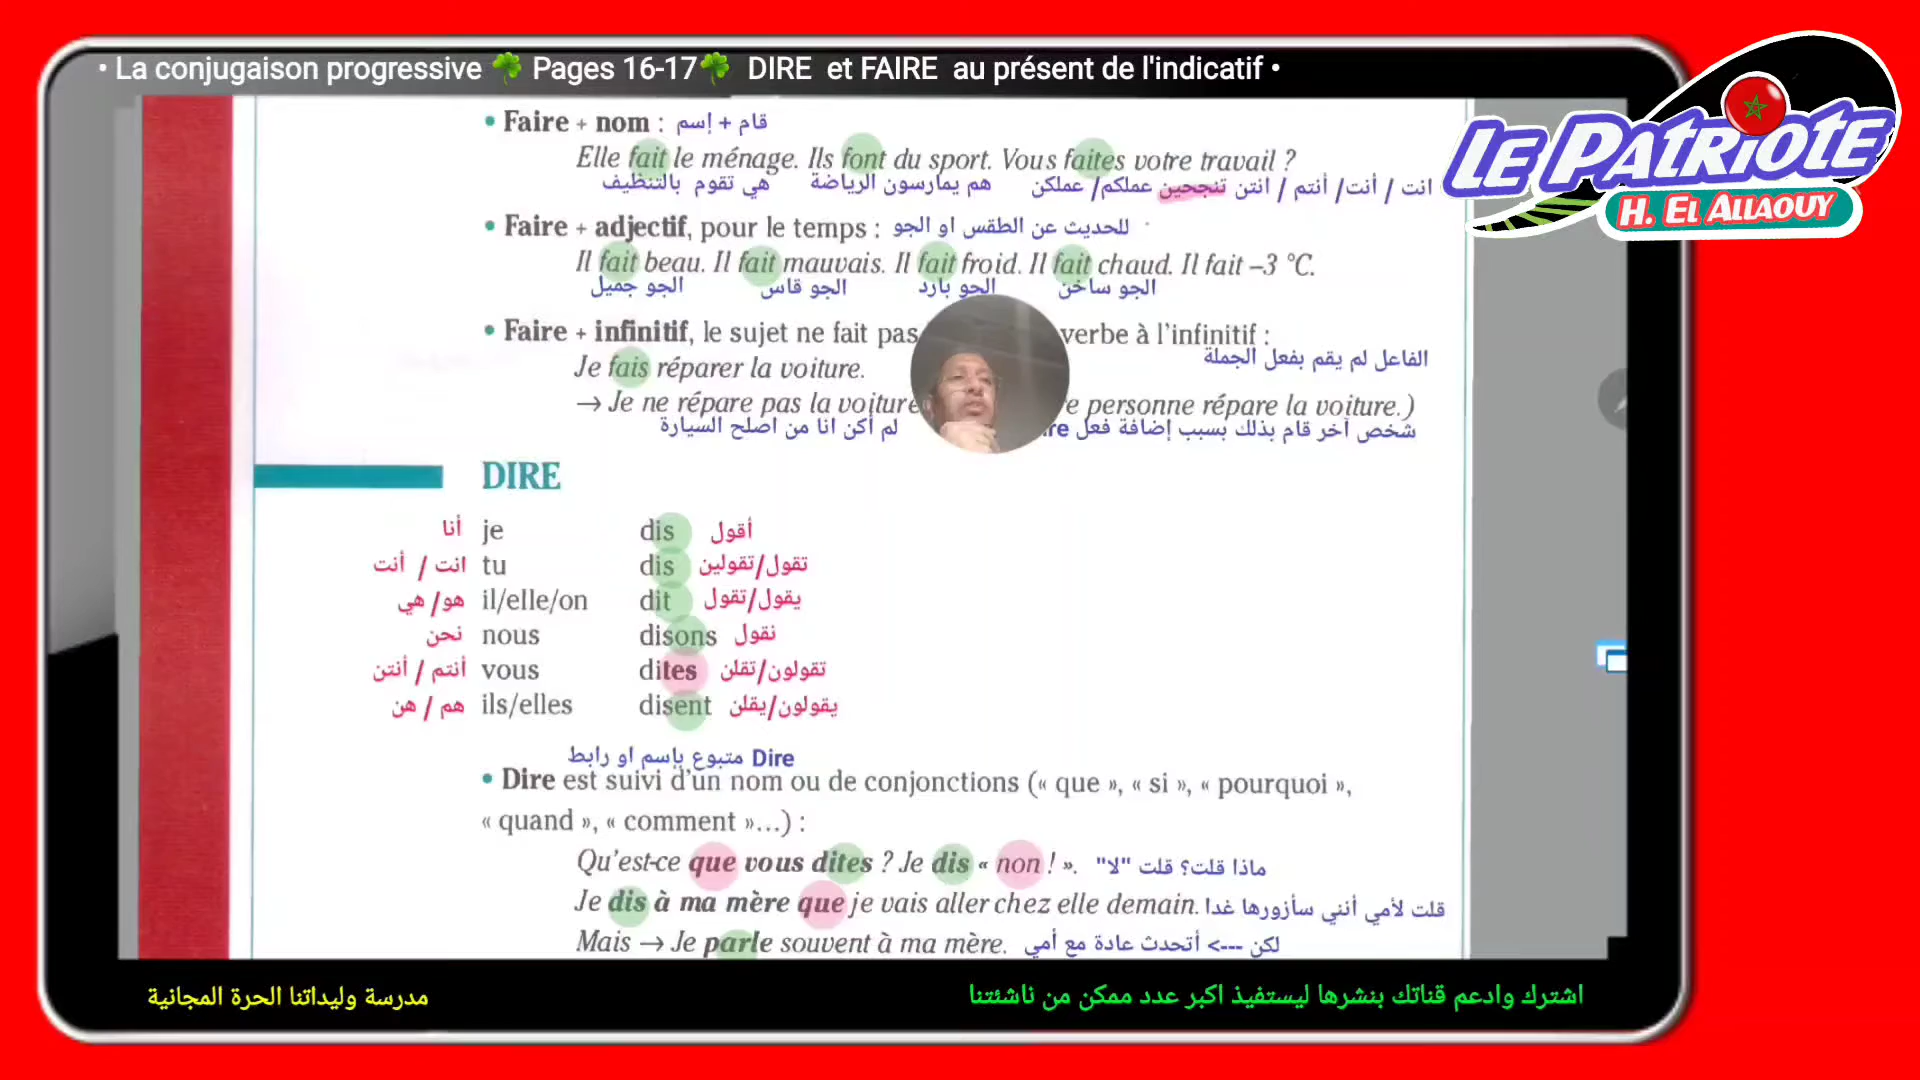 • La conjugaison progressive 🍀 Pages 16-17🍀 DIRE et FAIRE au présent de l'indicatif •
LE PATRIOTE
H. EL ALLAOUY
• Faire + nom : قام + إسم
Elle fait le ménage. Ils font du sport. Vous faites votre travail ?
هي تقوم بالتنظيف هم يمارسون الرياضة انت / أنت/ أنتم / انتن تنجحين عملكم/ عملكن
• Faire + adjectif, pour le temps : للحديث عن الطقس او الجو
Il fait beau. Il fait mauvais. Il fait froid. Il fait chaud. Il fait –3 °C.
الجو جميل الجو قاس الجو بارد الجو ساخن
• Faire + infinitif, le sujet ne fait pas verbe à l'infinitif :
الفاعل لم يقم بفعل الجملة
Je fais réparer la voiture.
→ Je ne répare pas la voiture personne répare la voiture.)
لم أكن انا من اصلح السيارة شخص آخر قام بذلك بسبب إضافة فعل
DIRE
أنا je dis أقول
انت / أنت tu dis تقول/تقولين
هو/ هي il/elle/on dit يقول/تقول
نحن nous disons نقول
أنتم / أنتن vous dites تقولون/تقلن
هم / هن ils/elles disent يقولون/يقلن
Dire متبوع بإسم او رابط
• Dire est suivi d'un nom ou de conjonctions (« que », « si », « pourquoi »,
« quand », « comment »...) :
Qu'est-ce que vous dites ? Je dis « non ! ». ماذا قلت؟ قلت "لا"
Je dis à ma mère que je vais aller chez elle demain. قلت لأمي أنني سأزورها غدا
Mais → Je parle souvent à ma mère. لكن ---> أتحدث عادة مع أمي
مدرسة وليداتنا الحرة المجانية
اشترك وادعم قناتك بنشرها ليستفيذ اكبر عدد ممكن من ناشئتنا